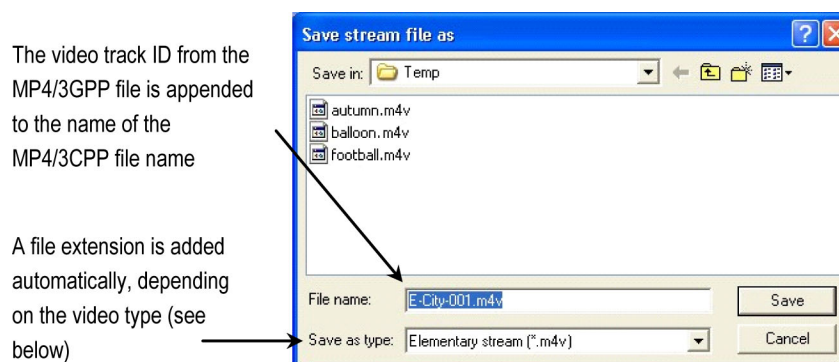 The video track ID from the
MP4/3GPP file is appended
to the name of the
MP4/3CPP file name
A file extension is added
automatically, depending
on the video type (see
below)
Save stream file as
Save in: Temp
autumn.m4v
balloon.m4v
football.m4v
File name: E-City-001.m4v Save
Save as type: Elementary stream (*.m4v) Cancel